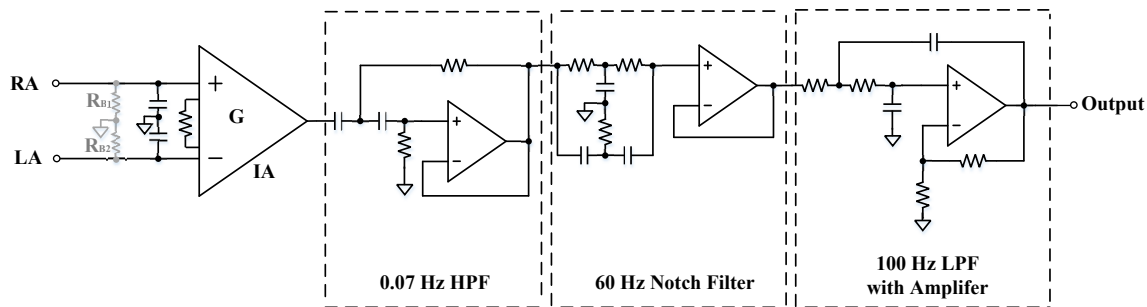 RA
LA
RB1
RB2
G
IA
Output
0.07 Hz HPF
60 Hz Notch Filter
100 Hz LPF
with Amplifer
+
−
+
−
+
−
+
−